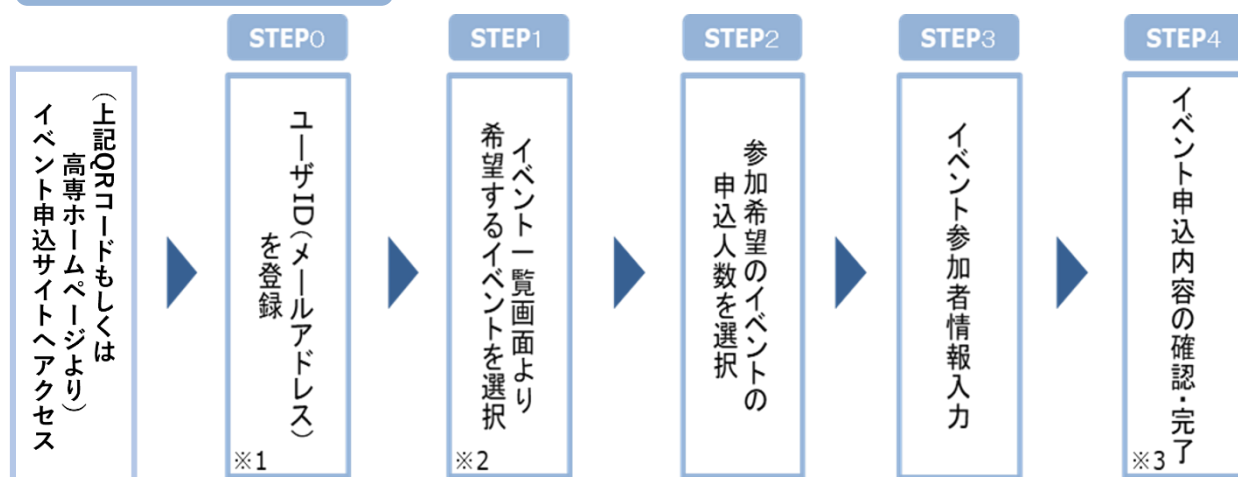 （上記QRコードもしくは
高専ホームページより）
イベント申込サイトへアクセス
STEP0
ユーザID（メールアドレス）
を登録
※1
STEP1
イベント一覧画面より
希望するイベントを選択
※2
STEP2
参加希望のイベントの
申込人数を選択
STEP3
イベント参加者情報入力
STEP4
イベント申込内容の確認・完了
※3